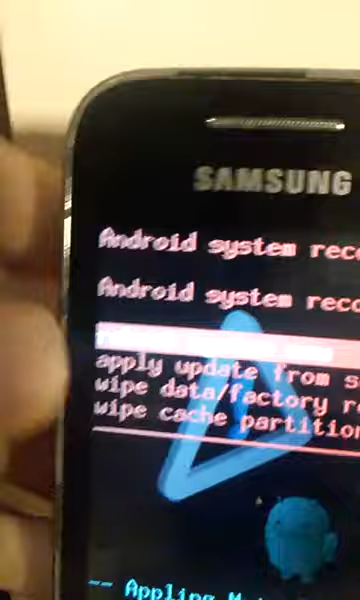 SAMSUNG
Android system reco
Android system reco
apply update from s
wipe data/factory r
wipe cache partition
-- Appling M